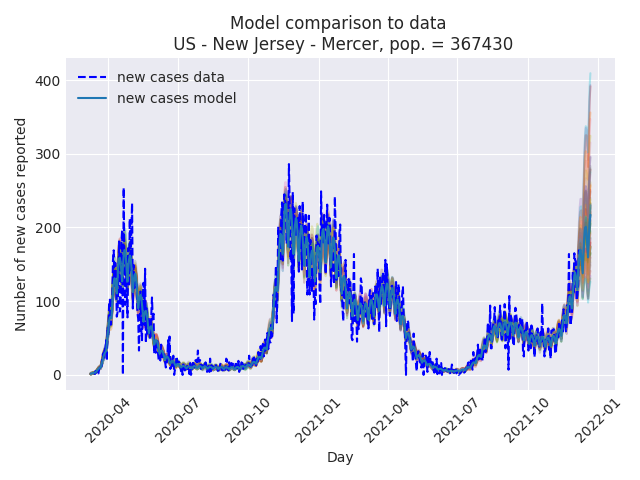 Model comparison to data
US - New Jersey - Mercer, pop. = 367430
new cases data
new cases model
Number of new cases reported
400
300
200
100
0
2020-04
2020-07
2020-10
2021-01
2021-04
2021-07
2021-10
2022-01
Day